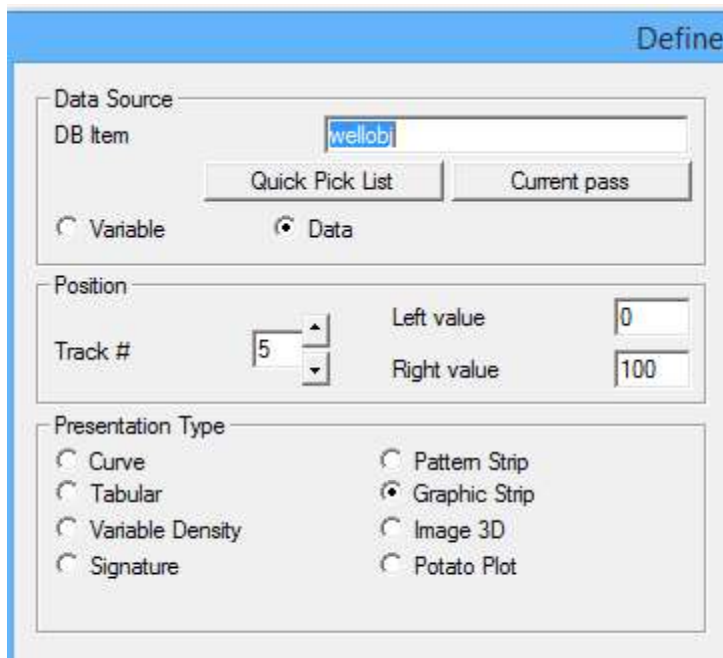 Define
Data Source
DB Item wellobj
Quick Pick List Current pass
Variable Data
Position
Track # 5 Left value 0
Right value 100
Presentation Type
Curve Pattern Strip
Tabular Graphic Strip
Variable Density Image 3D
Signature Potato Plot